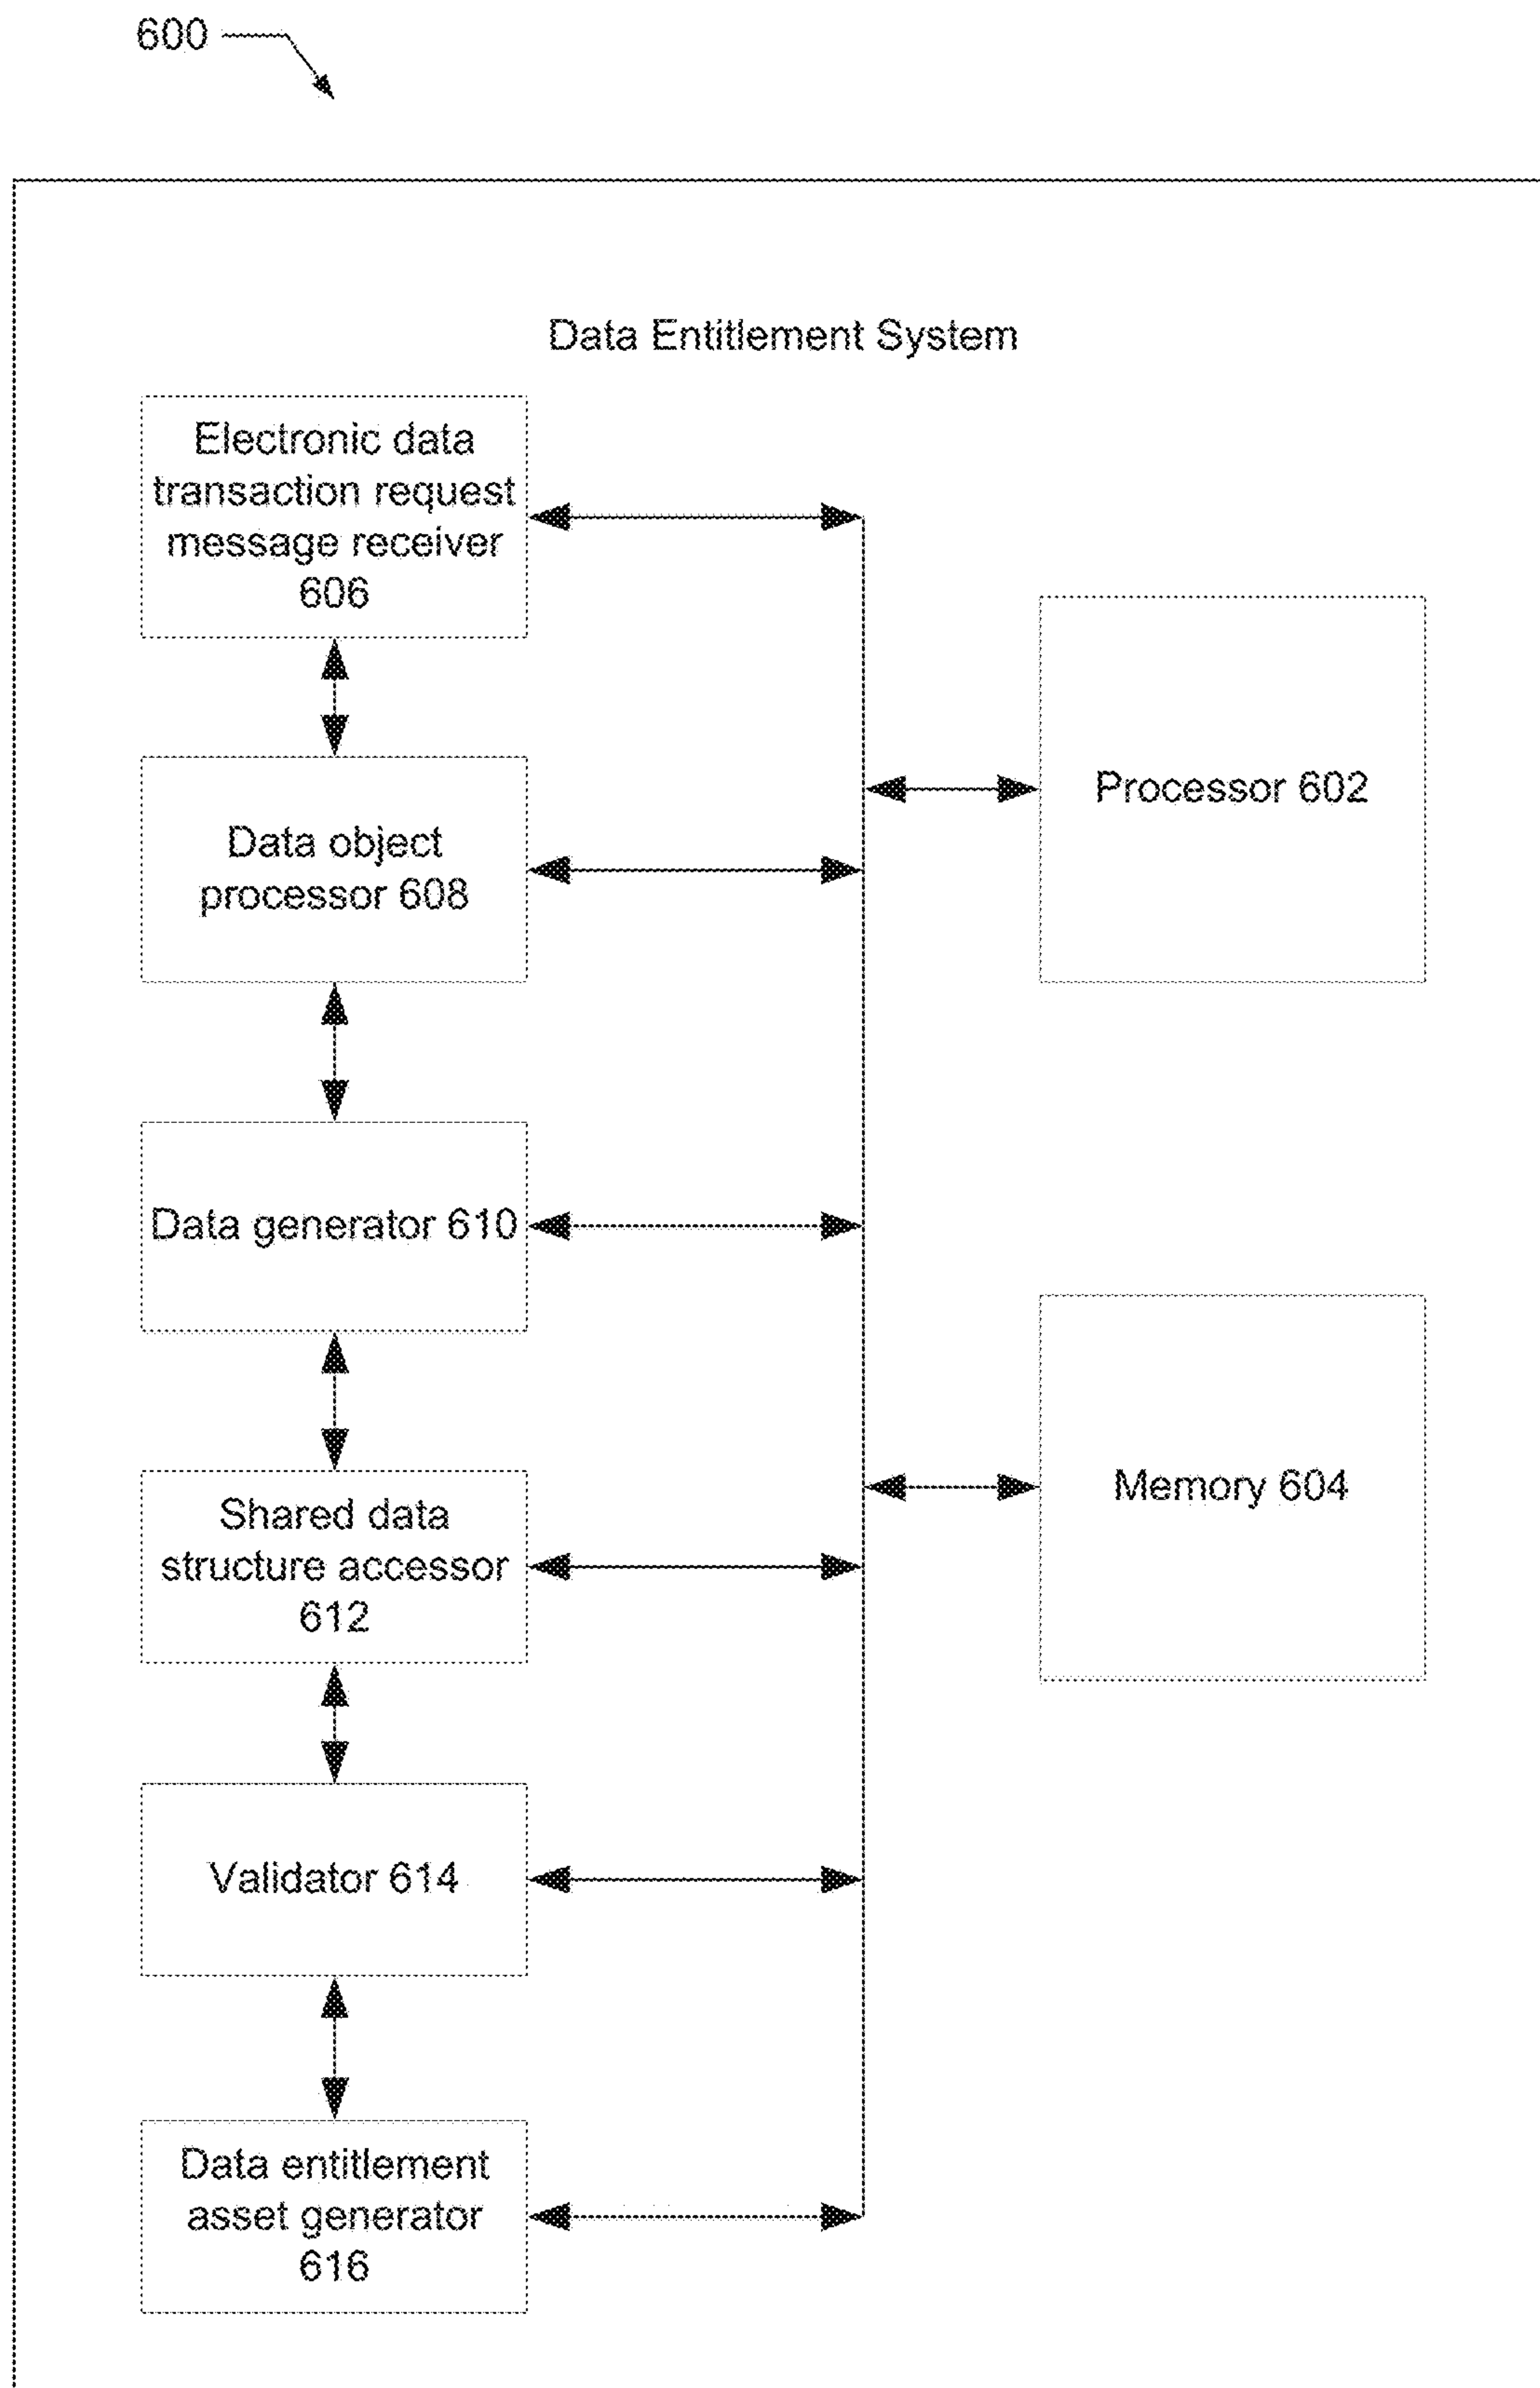 600
Data Entitlement System
Electronic data
transaction request
message receiver
606
Processor 602
Data object
processor 608
Data generator 610
Memory 604
Shared data
structure accessor
612
Validator 614
Data entitlement
asset generator
616